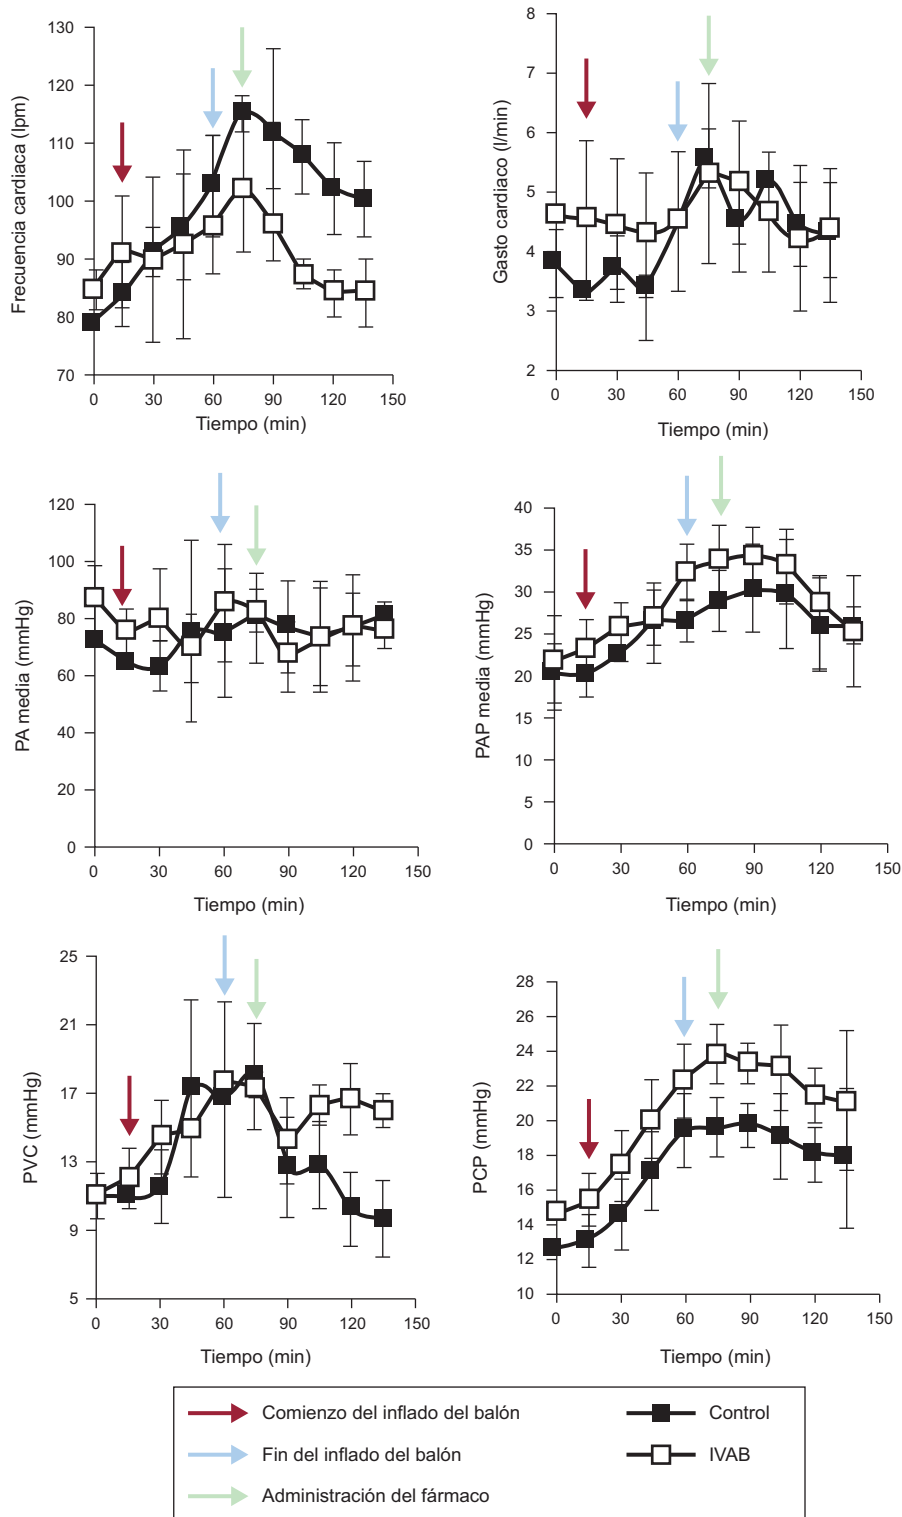 Frecuencia cardiaca (lpm)
130
120
110
100
90
80
70
0 30 60 90 120 150
Tiempo (min)
Gasto cardiaco (l/min)
8
7
6
5
4
3
2
0 30 60 90 120 150
Tiempo (min)
PA media (mmHg)
120
100
80
60
40
20
0
0 30 60 90 120 150
Tiempo (min)
PAP media (mmHg)
40
35
30
25
20
15
10
5
0
0 30 60 90 120 150
Tiempo (min)
PVC (mmHg)
25
21
17
13
9
5
0 30 60 90 120 150
Tiempo (min)
PCP (mmHg)
28
26
24
22
20
18
16
14
12
10
0 30 60 90 120 150
Tiempo (min)
Comienzo del inflado del balón
Fin del inflado del balón
Administración del fármaco
Control
IVAB